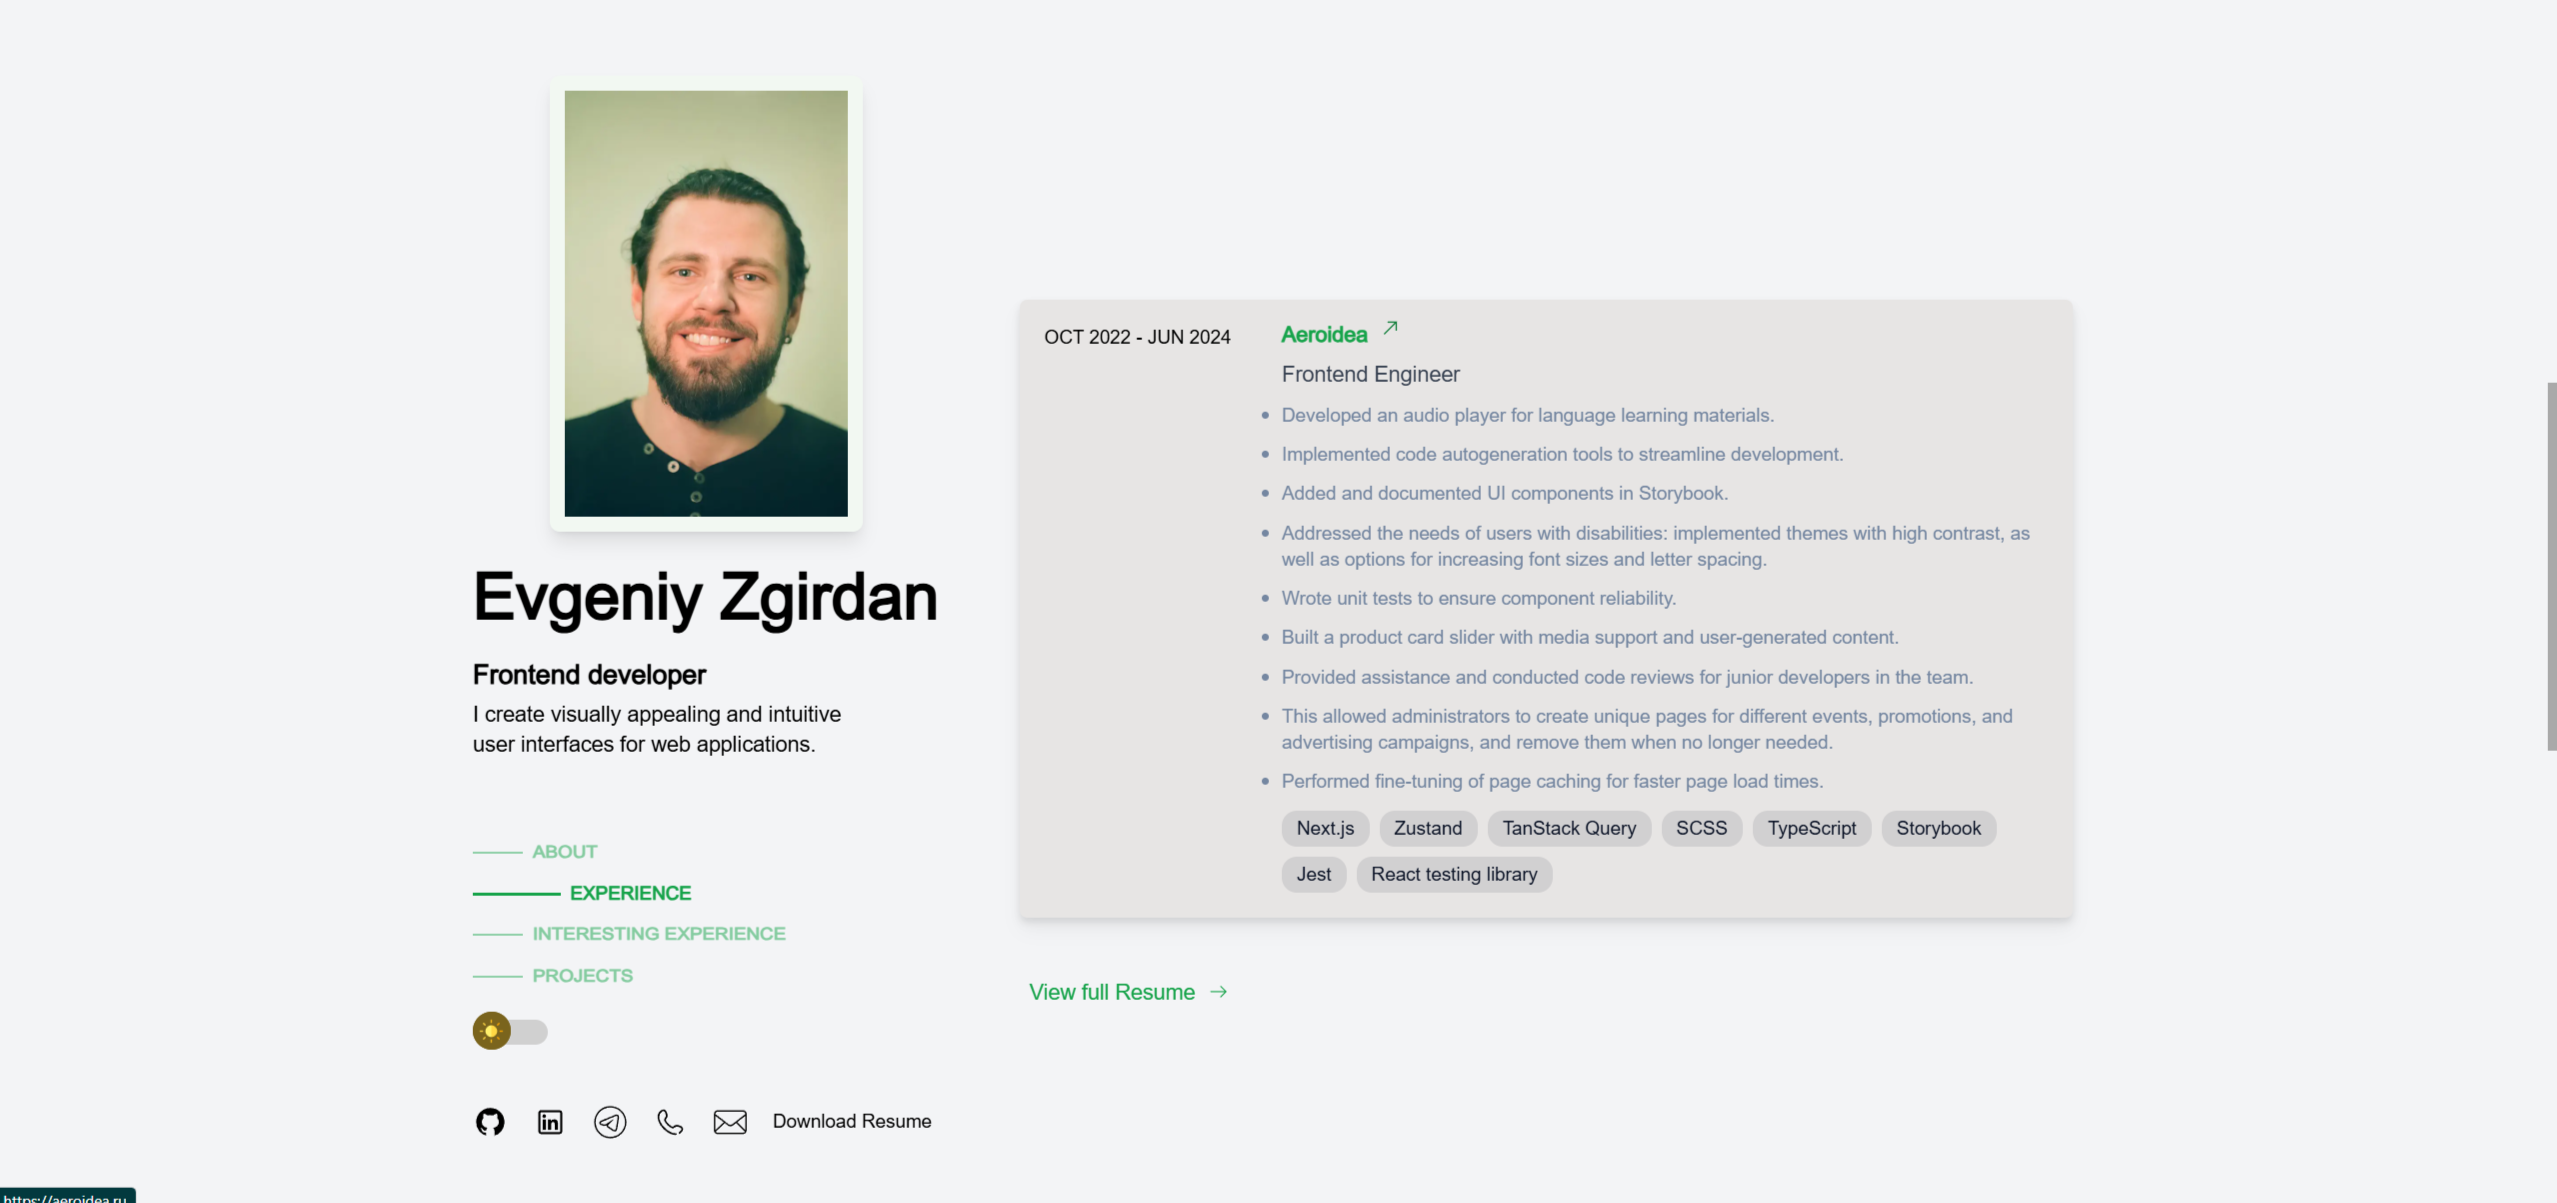 Evgeniy Zgirdan
Frontend developer
I create visually appealing and intuitive
user interfaces for web applications.
ABOUT
EXPERIENCE
INTERESTING EXPERIENCE
PROJECTS
Download Resume
OCT 2022 - JUN 2024
Aeroidea
Frontend Engineer
Developed an audio player for language learning materials.
Implemented code autogeneration tools to streamline development.
Added and documented UI components in Storybook.
Addressed the needs of users with disabilities: implemented themes with high contrast, as
well as options for increasing font sizes and letter spacing.
Wrote unit tests to ensure component reliability.
Built a product card slider with media support and user-generated content.
Provided assistance and conducted code reviews for junior developers in the team.
This allowed administrators to create unique pages for different events, promotions, and
advertising campaigns, and remove them when no longer needed.
Performed fine-tuning of page caching for faster page load times.
Next.js Zustand TanStack Query SCSS TypeScript Storybook
Jest React testing library
View full Resume
https://aeroidea.ru